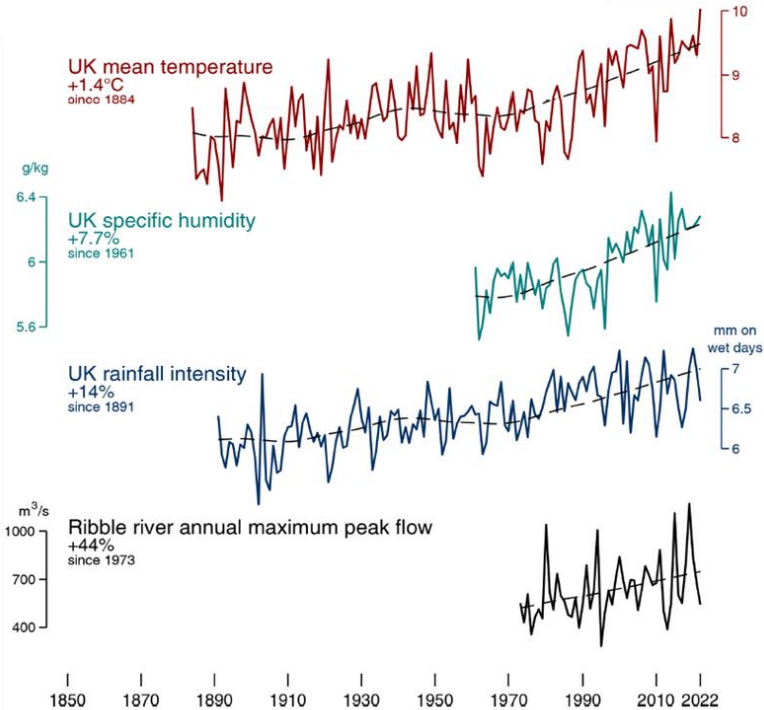 10
UK mean temperature
+1.4°C
oinco 1884
9
8
g/kg
6.4
UK specific humidity
+7.7%
since 1961
6
5.6
mm on
wet days
UK rainfall intensity
+14%
since 1891
7
6.5
6
m³/s
1000
Ribble river annual maximum peak flow
+44%
since 1973
700
400
1850 1870 1890 1910 1930 1950 1970 1990 2010 2022